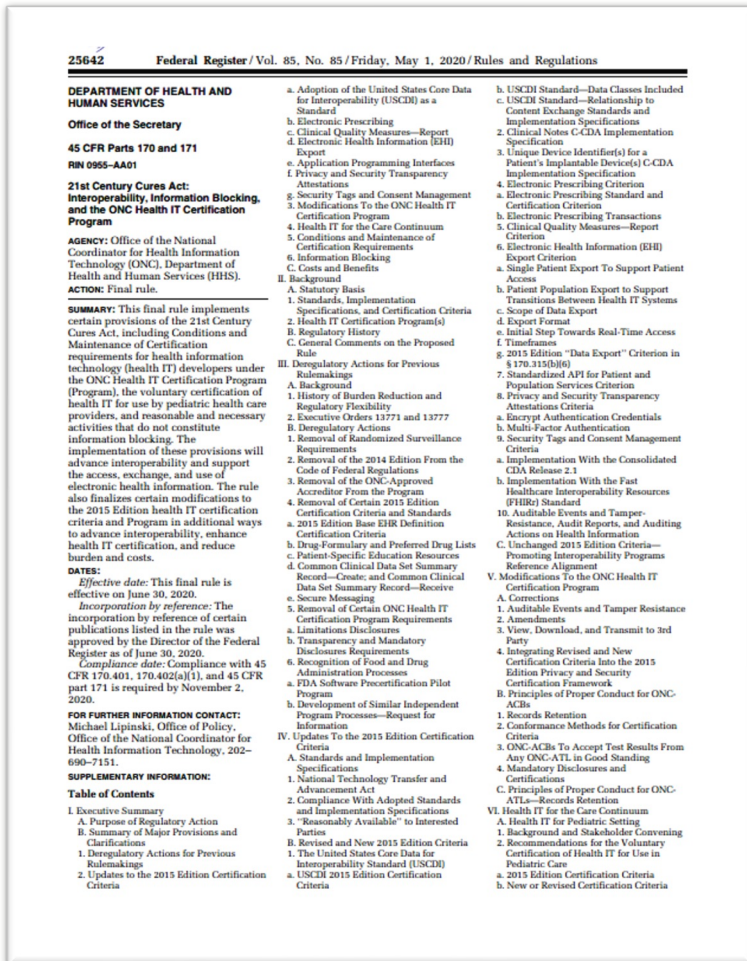 25642 Federal Register / Vol. 85, No. 85 / Friday, May 1, 2020 / Rules and Regulations
DEPARTMENT OF HEALTH AND
HUMAN SERVICES
Office of the Secretary
45 CFR Parts 170 and 171
RIN 0955–AA01
21st Century Cures Act:
Interoperability, Information Blocking,
and the ONC Health IT Certification
Program
AGENCY: Office of the National
Coordinator for Health Information
Technology (ONC), Department of
Health and Human Services (HHS).
ACTION: Final rule.
SUMMARY: This final rule implements
certain provisions of the 21st Century
Cures Act, including Conditions and
Maintenance of Certification
requirements for health information
technology (health IT) developers under
the ONC Health IT Certification Program
(Program), the voluntary certification of
health IT for use by pediatric health care
providers, and reasonable and necessary
activities that do not constitute
information blocking. The
implementation of these provisions will
advance interoperability and support
the access, exchange, and use of
electronic health information. The rule
also finalizes certain modifications to
the 2015 Edition health IT certification
criteria and Program in additional ways
to advance interoperability, enhance
health IT certification, and reduce
burden and costs.
DATES:
Effective date: This final rule is
effective on June 30, 2020.
Incorporation by reference: The
incorporation by reference of certain
publications listed in the rule was
approved by the Director of the Federal
Register as of June 30, 2020.
Compliance date: Compliance with 45
CFR 170.401, 170.402(a)(1), and 45 CFR
part 171 is required by November 2,
2020.
FOR FURTHER INFORMATION CONTACT:
Michael Lipinski, Office of Policy,
Office of the National Coordinator for
Health Information Technology, 202–
690–7151.
SUPPLEMENTARY INFORMATION:
Table of Contents
I. Executive Summary
A. Purpose of Regulatory Action
B. Summary of Major Provisions and
Clarifications
1. Deregulatory Actions for Previous
Rulemakings
2. Updates to the 2015 Edition Certification
Criteria
a. Adoption of the United States Core Data
for Interoperability (USCDI) as a
Standard
b. Electronic Prescribing
c. Clinical Quality Measures—Report
d. Electronic Health Information (EHI)
Export
e. Application Programming Interfaces
f. Privacy and Security Transparency
Attestations
g. Security Tags and Consent Management
3. Modifications To the ONC Health IT
Certification Program
4. Health IT for the Care Continuum
5. Conditions and Maintenance of
Certification Requirements
6. Information Blocking
C. Costs and Benefits
II. Background
A. Statutory Basis
1. Standards, Implementation
Specifications, and Certification Criteria
2. Health IT Certification Program(s)
B. Regulatory History
C. General Comments on the Proposed
Rule
III. Deregulatory Actions for Previous
Rulemakings
A. Background
1. History of Burden Reduction and
Regulatory Flexibility
2. Executive Orders 13771 and 13777
B. Deregulatory Actions
1. Removal of Randomized Surveillance
Requirements
2. Removal of the 2014 Edition From the
Code of Federal Regulations
3. Removal of the ONC-Approved
Accreditor From the Program
4. Removal of Certain 2015 Edition
Certification Criteria and Standards
a. 2015 Edition Base EHR Definition
Certification Criteria
b. Drug-Formulary and Preferred Drug Lists
c. Patient-Specific Education Resources
d. Common Clinical Data Set Summary
Record—Create; and Common Clinical
Data Set Summary Record—Receive
e. Secure Messaging
5. Removal of Certain ONC Health IT
Certification Program Requirements
a. Limitations Disclosures
b. Transparency and Mandatory
Disclosures Requirements
6. Recognition of Food and Drug
Administration Processes
a. FDA Software Precertification Pilot
Program
b. Development of Similar Independent
Program Processes—Request for
Information
IV. Updates To the 2015 Edition Certification
Criteria
A. Standards and Implementation
Specifications
1. National Technology Transfer and
Advancement Act
2. Compliance With Adopted Standards
and Implementation Specifications
3. "Reasonably Available" to Interested
Parties
B. Revised and New 2015 Edition Criteria
1. The United States Core Data for
Interoperability Standard (USCDI)
a. USCDI 2015 Edition Certification
Criteria
b. USCDI Standard—Data Classes Included
c. USCDI Standard—Relationship to
Content Exchange Standards and
Implementation Specifications
2. Clinical Notes C-CDA Implementation
Specification
3. Unique Device Identifier(s) for a
Patient's Implantable Device(s) C-CDA
Implementation Specification
4. Electronic Prescribing Criterion
a. Electronic Prescribing Standard and
Certification Criterion
b. Electronic Prescribing Transactions
5. Clinical Quality Measures—Report
Criterion
6. Electronic Health Information (EHI)
Export Criterion
a. Single Patient Export To Support Patient
Access
b. Patient Population Export to Support
Transitions Between Health IT Systems
c. Scope of Data Export
d. Export Format
e. Initial Step Towards Real-Time Access
f. Timeframes
g. 2015 Edition "Data Export" Criterion in
§ 170.315(b)(6)
7. Standardized API for Patient and
Population Services Criterion
8. Privacy and Security Transparency
Attestations Criteria
a. Encrypt Authentication Credentials
b. Multi-Factor Authentication
9. Security Tags and Consent Management
Criteria
a. Implementation With the Consolidated
CDA Release 2.1
b. Implementation With the Fast
Healthcare Interoperability Resources
(FHIRr) Standard
10. Auditable Events and Tamper-
Resistance, Audit Reports, and Auditing
Actions on Health Information
C. Unchanged 2015 Edition Criteria—
Promoting Interoperability Programs
Reference Alignment
V. Modifications To the ONC Health IT
Certification Program
A. Corrections
1. Auditable Events and Tamper Resistance
2. Amendments
3. View, Download, and Transmit to 3rd
Party
4. Integrating Revised and New
Certification Criteria Into the 2015
Edition Privacy and Security
Certification Framework
B. Principles of Proper Conduct for ONC-
ACBs
1. Records Retention
2. Conformance Methods for Certification
Criteria
3. ONC-ACBs To Accept Test Results From
Any ONC-ATL in Good Standing
4. Mandatory Disclosures and
Certifications
C. Principles of Proper Conduct for ONC-
ATLs—Records Retention
VI. Health IT for the Care Continuum
A. Health IT for Pediatric Setting
1. Background and Stakeholder Convening
2. Recommendations for the Voluntary
Certification of Health IT for Use in
Pediatric Care
a. 2015 Edition Certification Criteria
b. New or Revised Certification Criteria